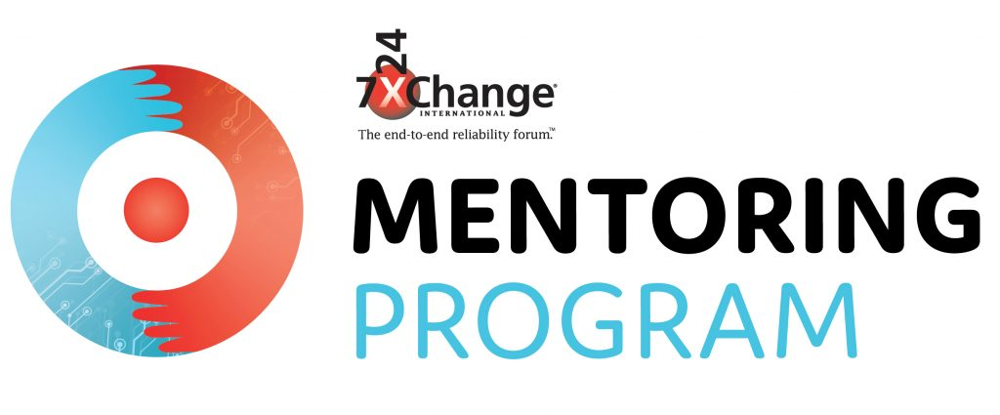 24
7xChange®
INTERNATIONAL
The end-to-end reliability forum.™
MENTORING
PROGRAM